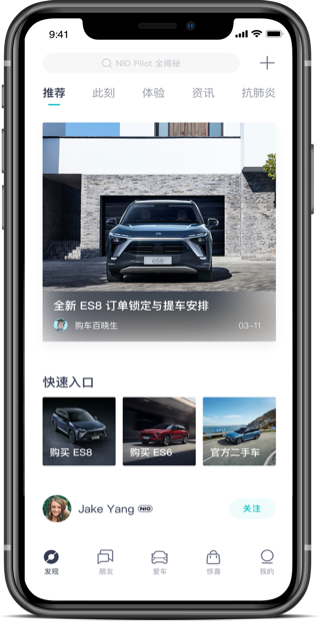 9:41
NIO Pilot 全揭秘
推荐 此刻 体验 资讯 抗肺炎
ES8
全新 ES8 订单锁定与提车安排
购车百晓生 03-11
快速入口
购买 ES8 购买 ES6 官方二手车
Jake Yang NIO 关注
发现 朋友 爱车 惊喜 我的